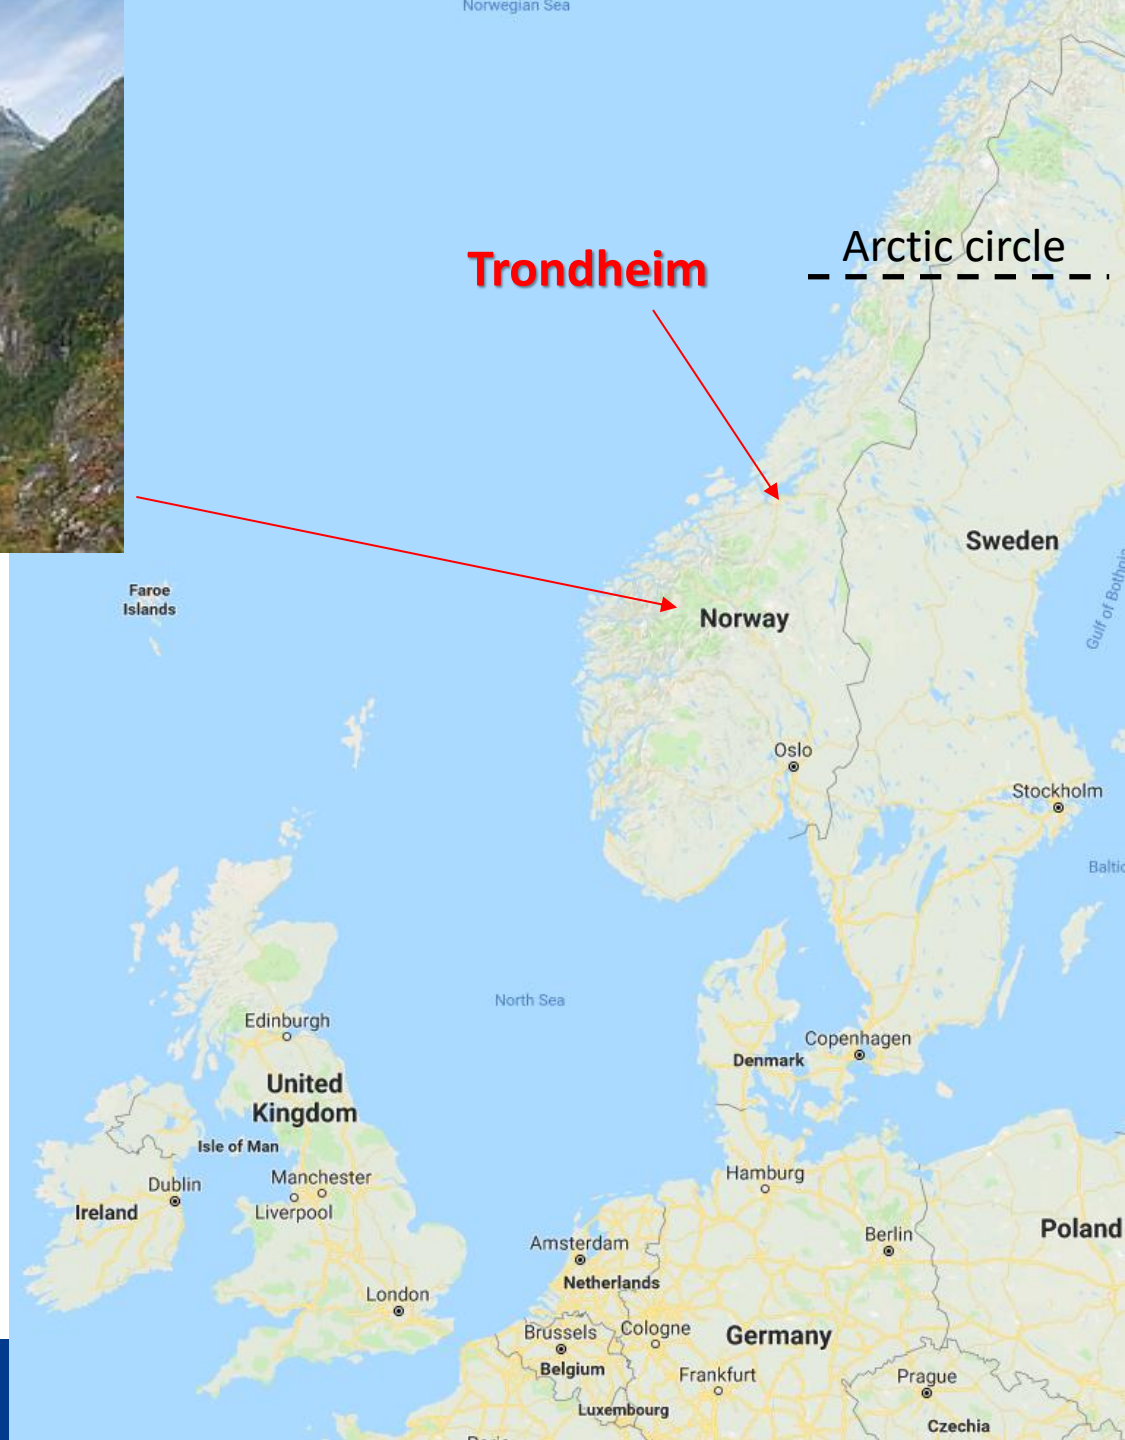 Norwegian Sea
Arctic circle
Trondheim
Sweden
Gulf of
Faroe
Islands
Norway
Oslo
Stockholm
North Sea
Edinburgh
Copenhagen
Denmark
United
Kingdom
Isle of Man
Manchester
Hamburg
Dublin
Ireland
Liverpool
Poland
Berlin
Amsterdam
Netherlands
London
Brussels
Cologne
Germany
Belgium
Frankfurt
Prague
Luxembourg
Czechia